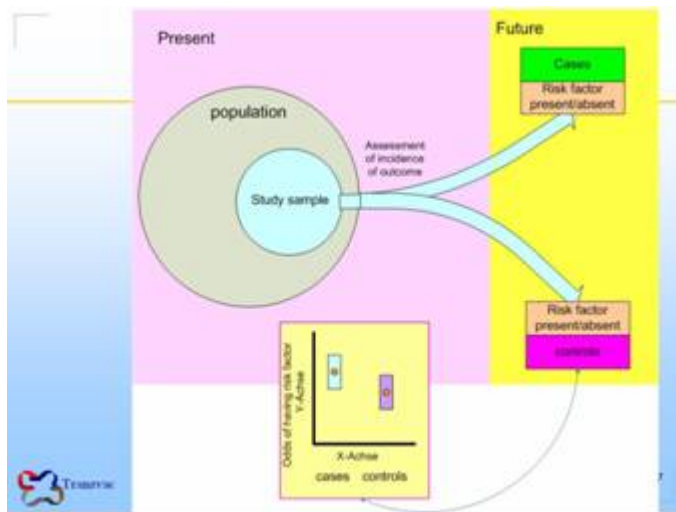 Present
Future
Cases
Risk factor
present/absent
population
Assessment
of incidence
of outcome
Study sample
Risk factor
present/absent
controls
Odds of having risk factor
Y-Achse
X-Achse
cases controls
7